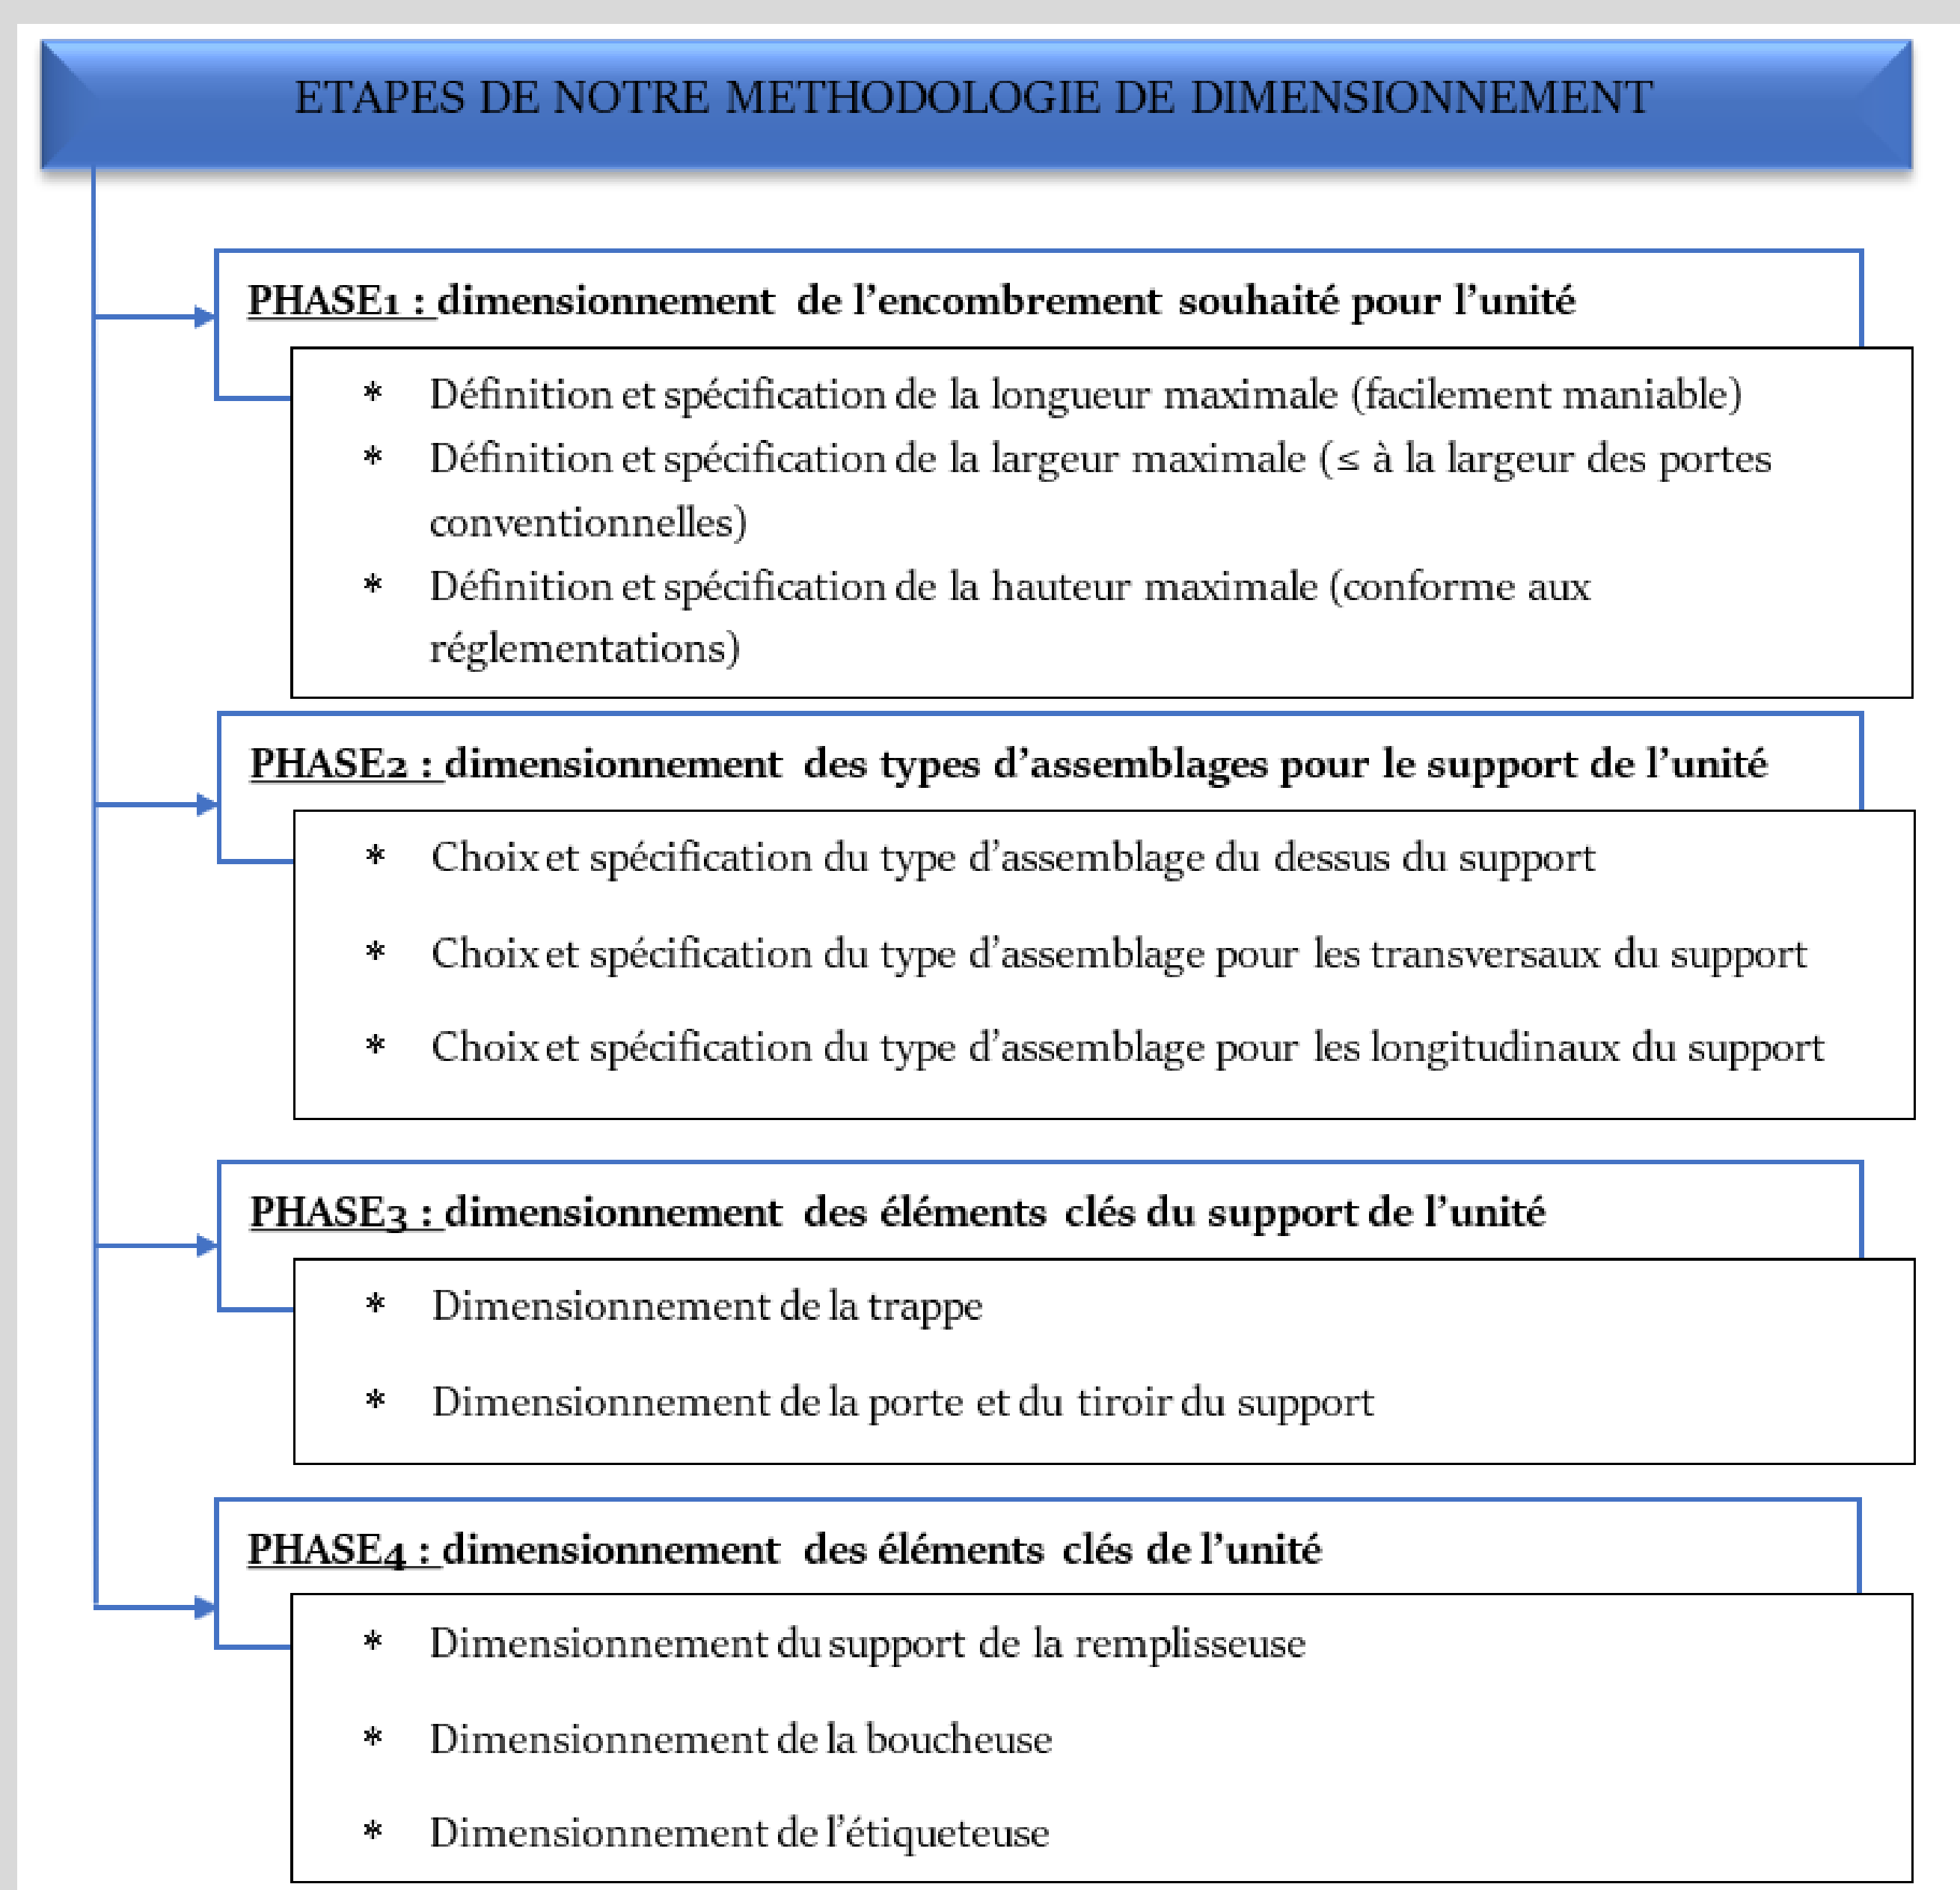 ETAPES DE NOTRE METHODOLOGIE DE DIMENSIONNEMENT
PHASE1 : dimensionnement de l’encombrement souhaité pour l’unité
* Définition et spécification de la longueur maximale (facilement maniable)
* Définition et spécification de la largeur maximale (≤ à la largeur des portes
conventionnelles)
* Définition et spécification de la hauteur maximale (conforme aux
réglementations)
PHASE2 : dimensionnement des types d’assemblages pour le support de l’unité
* Choix et spécification du type d’assemblage du dessus du support
* Choix et spécification du type d’assemblage pour les transversaux du support
* Choix et spécification du type d’assemblage pour les longitudinaux du support
PHASE3 : dimensionnement des éléments clés du support de l’unité
* Dimensionnement de la trappe
* Dimensionnement de la porte et du tiroir du support
PHASE4 : dimensionnement des éléments clés de l’unité
* Dimensionnement du support de la remplisseuse
* Dimensionnement de la boucheuse
* Dimensionnement de l’étiqueteuse